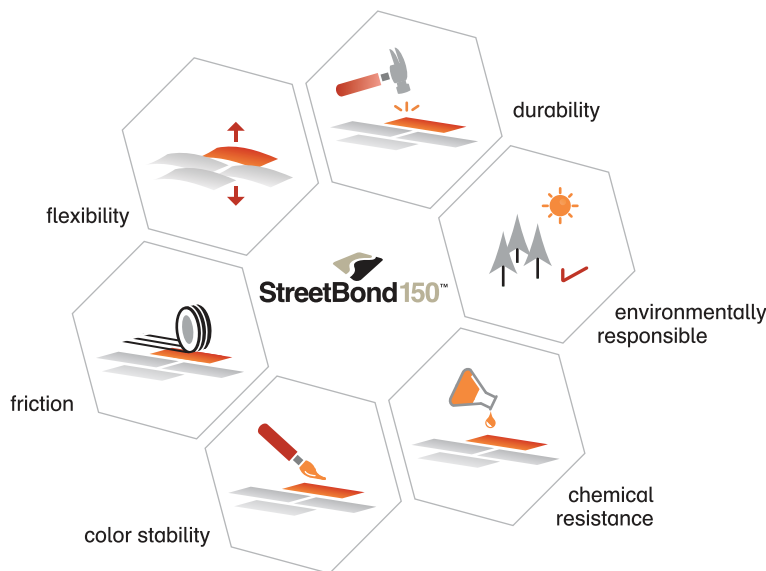 durability
flexibility
StreetBond150™
environmentally
responsible
friction
chemical
resistance
color stability